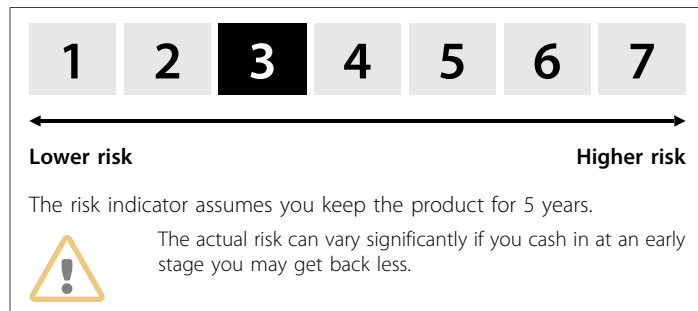 1 2 3 4 5 6 7
Lower risk Higher risk
The risk indicator assumes you keep the product for 5 years.
The actual risk can vary significantly if you cash in at an early
stage you may get back less.